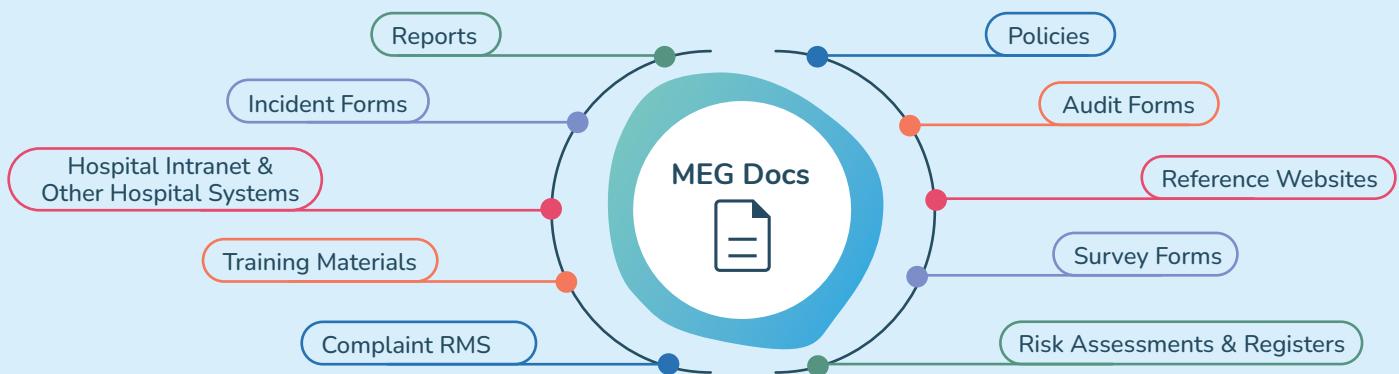 Reports
Incident Forms
Hospital Intranet &
Other Hospital Systems
Training Materials
Complaint RMS
MEG Docs
Policies
Audit Forms
Reference Websites
Survey Forms
Risk Assessments & Registers